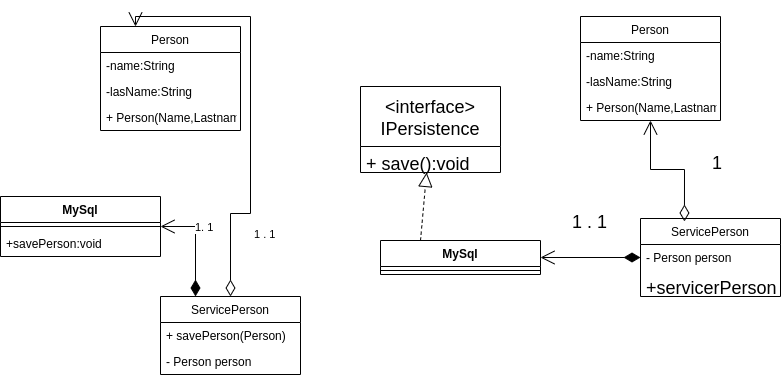 Person
-name:String
-lasName:String
+ Person(Name,Lastnam
MySql
+savePerson:void
1. 1
1 . 1
ServicePerson
+ savePerson(Person)
- Person person
<interface>
IPersistence
+ save():void
MySql
1 . 1
Person
-name:String
-lasName:String
+ Person(Name,Lastnam
1
ServicePerson
- Person person
+servicerPerson